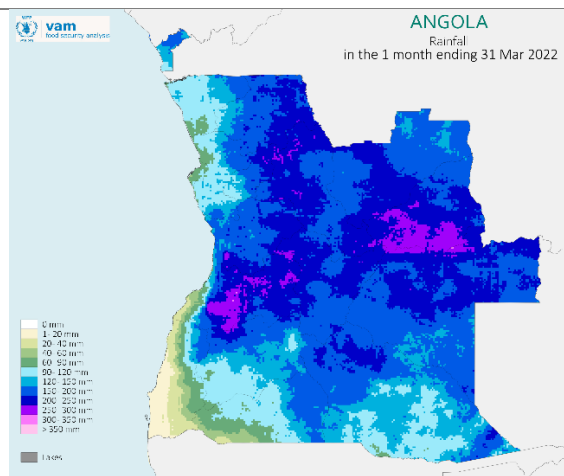 vam
food security analysis
ANGOLA
Rainfall
in the 1 month ending 31 Mar 2022
0 mm
1- 20 mm
20- 40 mm
40- 60 mm
60- 90 mm
90- 120 mm
120- 150 mm
150- 200 mm
200- 250 mm
250- 300 mm
300- 350 mm
> 350 mm
Lakes